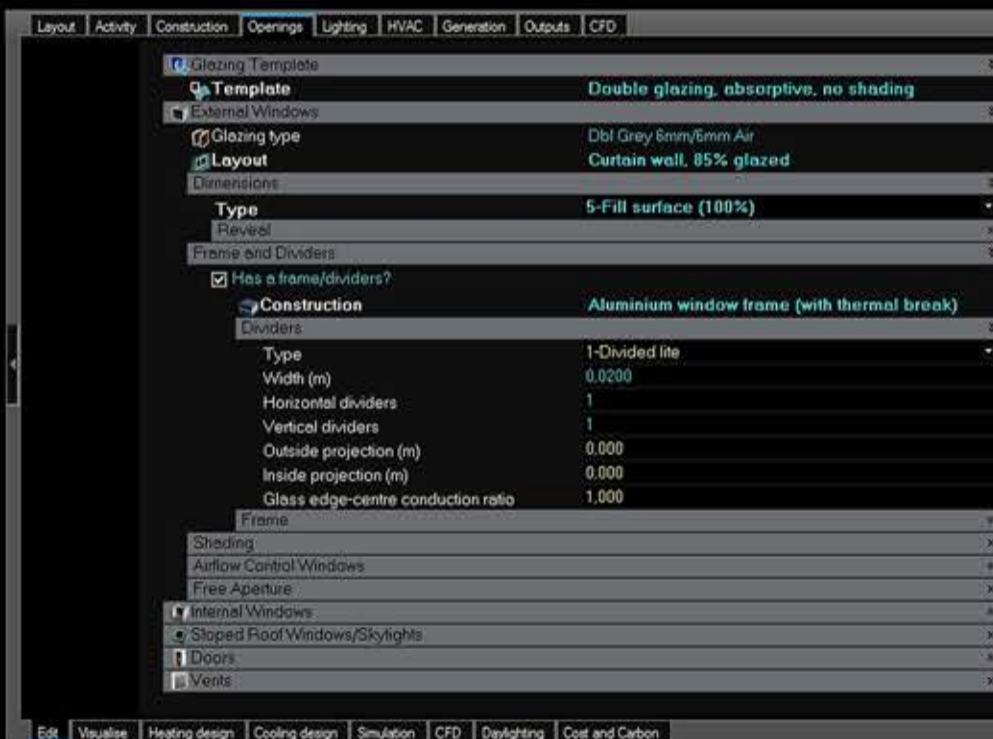 Layout Activity Construction Openings Lighting HVAC Generation Outputs CFD
Glazing Template
Template Double glazing, absorptive, no shading
External Windows
Glazing type Dbl Grey 6mm/6mm Air
Layout Curtain wall, 85% glazed
Dimensions
Type 5-Fill surface (100%)
Reveal
Frame and Dividers
Has a frame/dividers?
Construction Aluminium window frame (with thermal break)
Dividers
Type 1-Divided lite
Width (m) 0.0200
Horizontal dividers 1
Vertical dividers 1
Outside projection (m) 0.000
Inside projection (m) 0.000
Glass edge-centre conduction ratio 1.000
Frame
Shading
Airflow Control Windows
Free Aperture
Internal Windows
Sloped Roof Windows/Skylights
Doors
Vents
Edit Visualise Heating design Cooling design Simulation CFD Daylighting Cost and Carbon